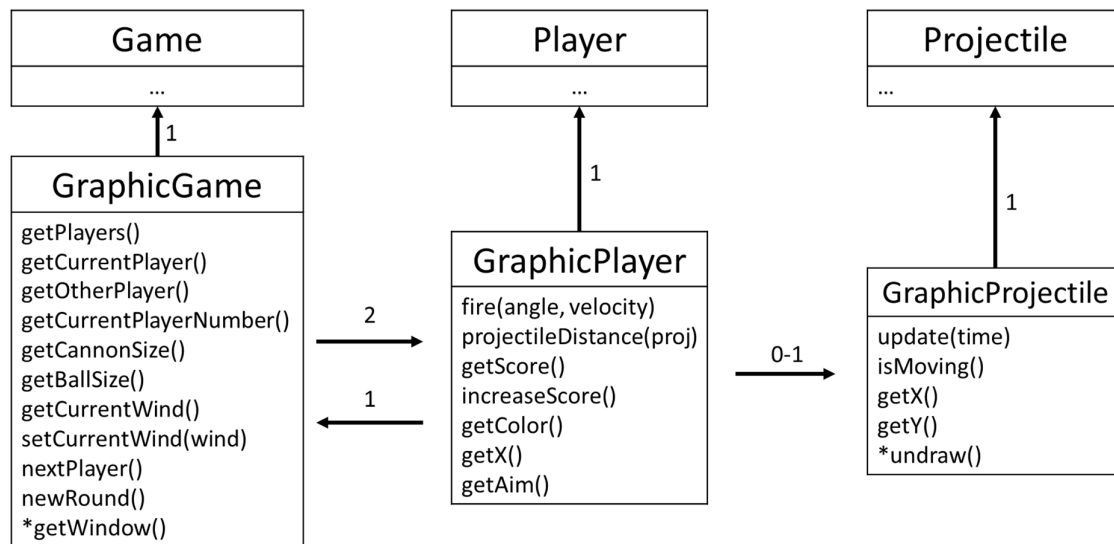 Game
...
1
GraphicGame
getPlayers()
getCurrentPlayer()
getOtherPlayer()
getCurrentPlayerNumber()
getCannonSize()
getBallSize()
getCurrentWind()
setCurrentWind(wind)
nextPlayer()
newRound()
*getWindow()
2
1
Player
...
1
GraphicPlayer
fire(angle, velocity)
projectileDistance(proj)
getScore()
increaseScore()
getColor()
getX()
getAim()
0-1
Projectile
...
1
GraphicProjectile
update(time)
isMoving()
getX()
getY()
*undraw()